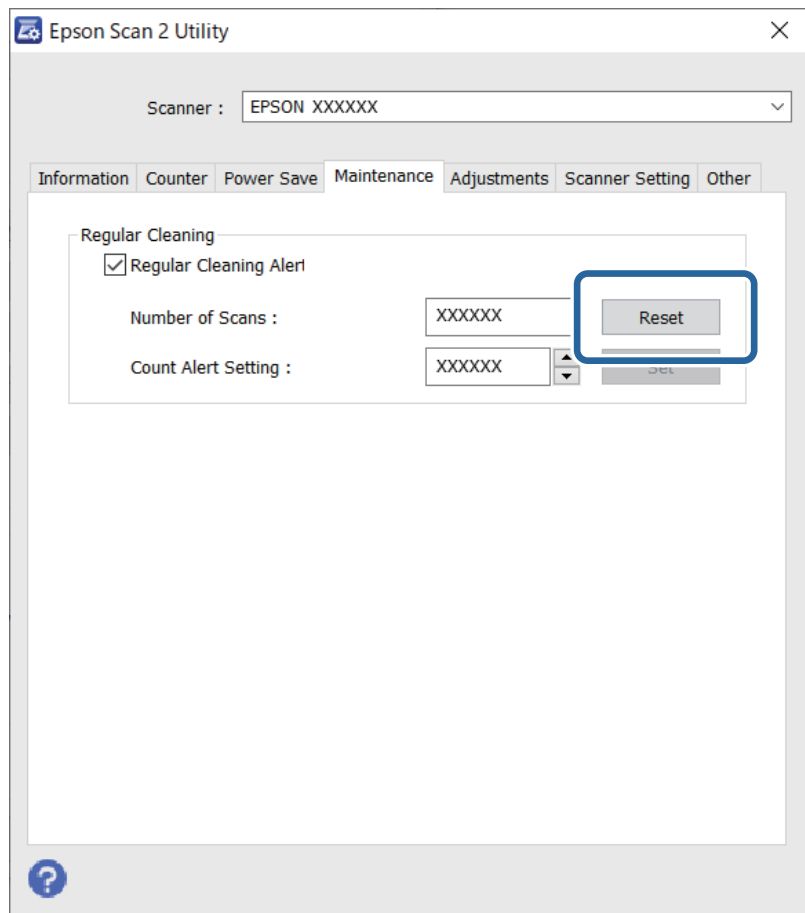 Epson Scan 2 Utility
Scanner : EPSON XXXXXX
Information Counter Power Save Maintenance Adjustments Scanner Setting Other
Regular Cleaning
Regular Cleaning Alert
Number of Scans : XXXXXX Reset
Count Alert Setting : XXXXXX Set
?